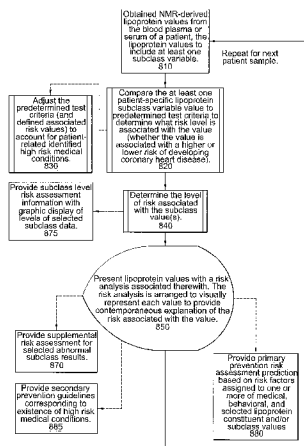 Obtained NMR-derived
lipoprotein values from
the blood plasma or
serum of a patient, the
lipoprotein values to
include at least one
subclass variable.
810
Repeat for next
patient sample.
Adjust the
predetermined test
criteria (and
defined associated
risk values) to
account for patient-
related identified
high risk medical
conditions.
830
Compare the at least one
patient-specific lipoprotein
subclass variable value to
predetermined test criteria to
determine what risk level is
associated with the value
(whether the value is
associated with a higher or
lower risk of developing
coronary heart disease).
820
Provide subclass level
risk assessment
information with
graphic display of
levels of selected
subclass data.
875
Determine the level
of risk associated
with the subclass
value(s).
840
Present lipoprotein values with a risk
analysis associated therewith. The
risk analysis is arranged to visually
represent each value to provide
contemporaneous explanation of the
risk associated with the value.
850
Provide supplemental
risk assessment for
selected abnormal
subclass results.
870
Provide secondary
prevention guidelines
corresponding to
existence of high risk
medical conditions.
865
Provide primary
prevention risk
assessment prediction
based on risk factors
assigned to one or
more of medical,
behavioral, and
selected lipoprotein
constituent and/or
subclass values
880